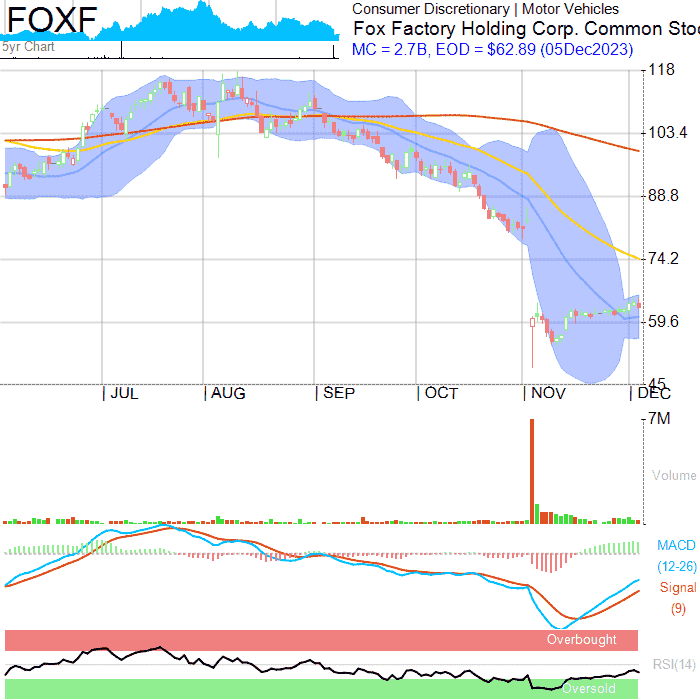 FOXF
5yr Chart
Consumer Discretionary | Motor Vehicles
Fox Factory Holding Corp. Common Sto
MC = 2.7B, EOD = $62.89 (05Dec2023)
118
103.4
88.8
74.2
59.6
45
JUL AUG SEP OCT NOV DEC
7M
Volume
MACD
(12-26)
Signal
(9)
Overbought
RSI(14)
Oversold